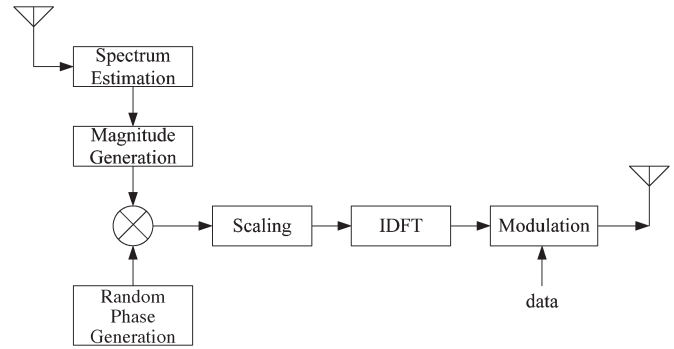 Spectrum
Estimation
Magnitude
Generation
Scaling
IDFT
Modulation
Random
Phase
Generation
data